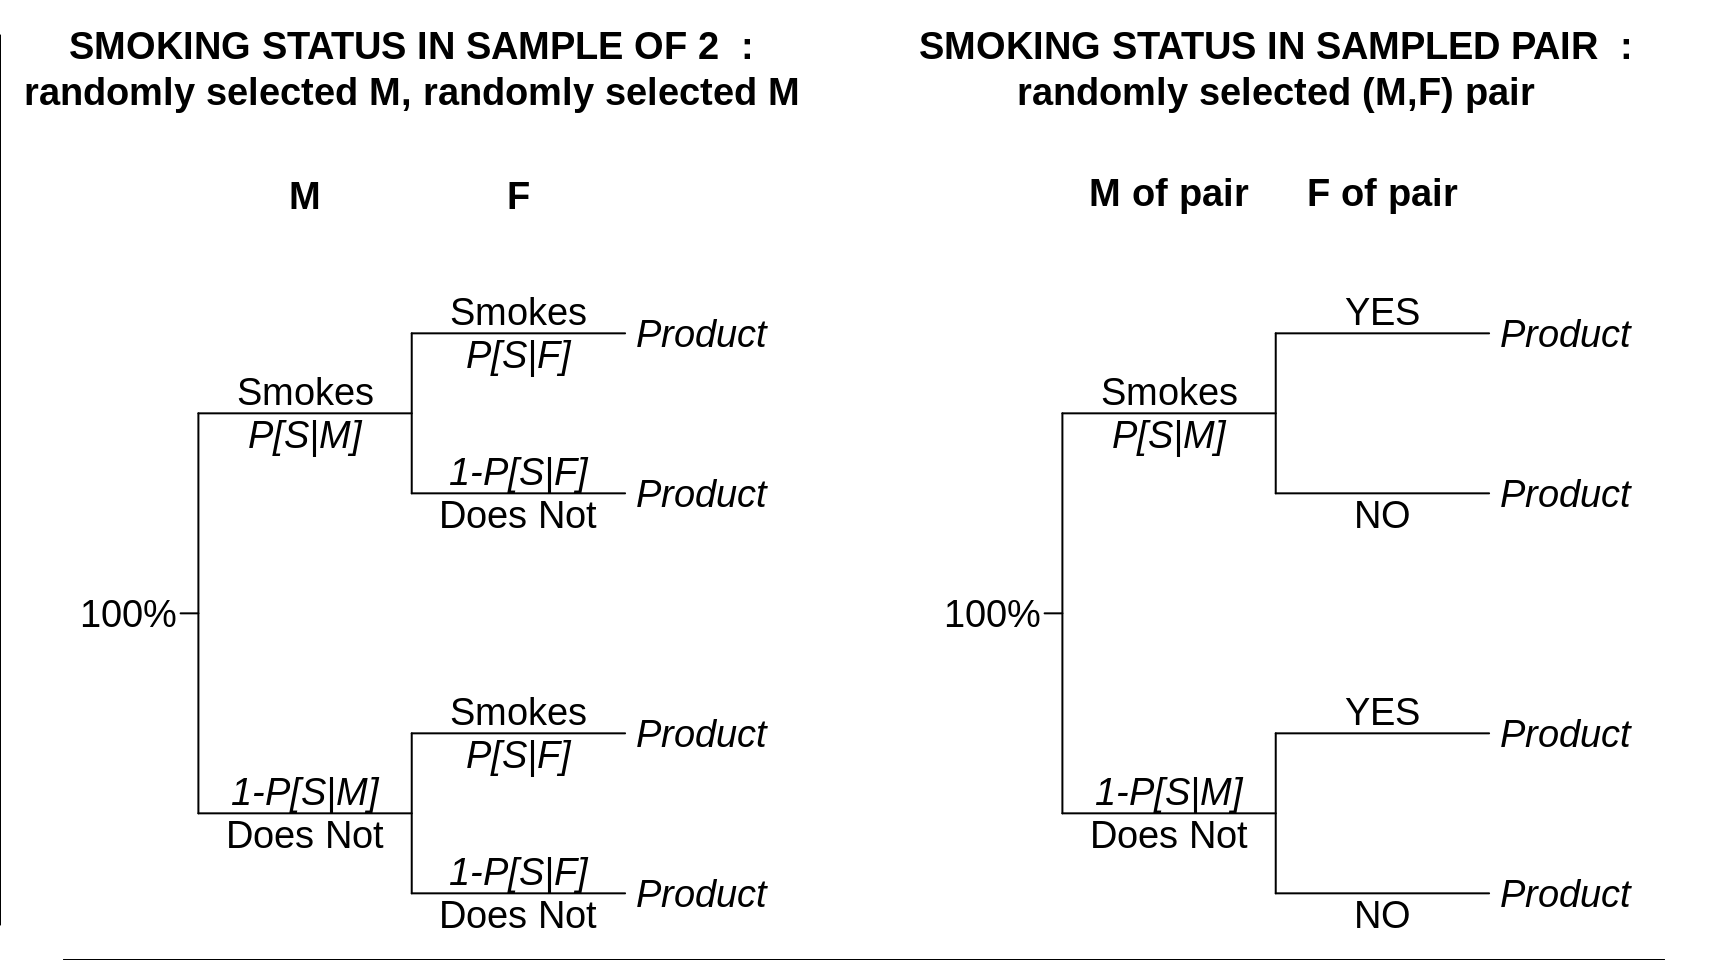 SMOKING STATUS IN SAMPLE OF 2 :
randomly selected M, randomly selected M
M
F
Smokes
P[S|F]
Product
Smokes
P[S|M]
1-P[S|F]
Does Not
Product
100%
Smokes
P[S|F]
Product
1-P[S|M]
Does Not
1-P[S|F]
Does Not
Product
SMOKING STATUS IN SAMPLED PAIR :
randomly selected (M,F) pair
M of pair
F of pair
YES
Product
Smokes
P[S|M]
NO
Product
100%
YES
Product
1-P[S|M]
Does Not
NO
Product